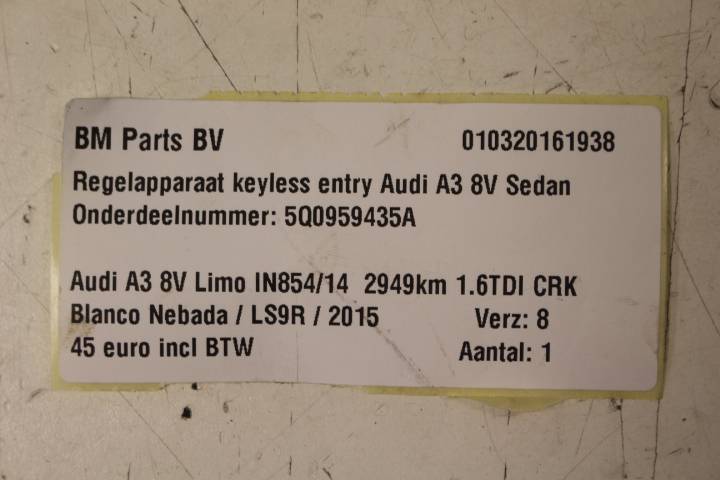 BM Parts BV 010320161938
Regelapparaat keyless entry Audi A3 8V Sedan
Onderdeelnummer: 5Q0959435A
Audi A3 8V Limo IN854/14 2949km 1.6TDI CRK
Blanco Nebada / LS9R / 2015 Verz: 8
45 euro incl BTW Aantal: 1